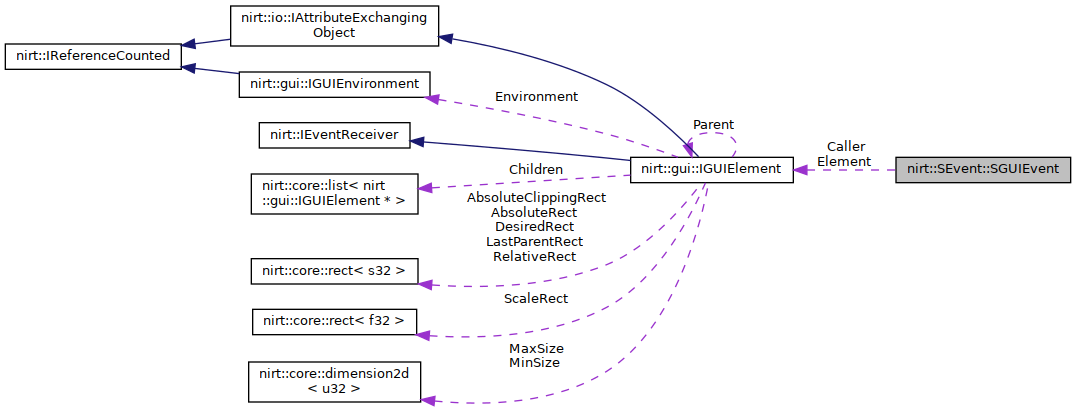 nirt::io::IAttributeExchanging
Object
nirt::IReferenceCounted
nirt::gui::IGUIEnvironment
Environment
nirt::IEventReceiver
Parent
Caller
Element
nirt::gui::IGUIElement
nirt::SEvent::SGUIEvent
Children
nirt::core::list< nirt
::gui::IGUIElement * >
AbsoluteClippingRect
AbsoluteRect
DesiredRect
LastParentRect
RelativeRect
nirt::core::rect< s32 >
ScaleRect
nirt::core::rect< f32 >
MaxSize
MinSize
nirt::core::dimension2d
< u32 >